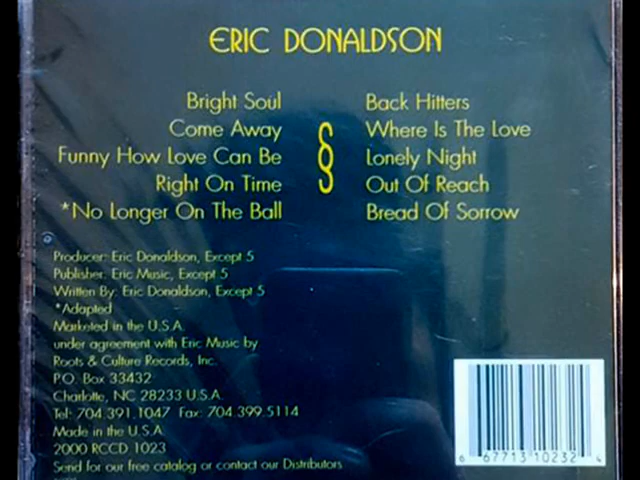 ERIC DONALDSON
Bright Soul
Come Away
Funny How Love Can Be
Right On Time
*No Longer On The Ball
§
Back Hitters
Where Is The Love
Lonely Night
Out Of Reach
Bread Of Sorrow
Producer: Eric Donaldson, Except 5
Publisher: Eric Music, Except 5
Written By: Eric Donaldson, Except 5
*Adapted
Marketed in the U.S.A.
under agreement with Eric Music by
Roots & Culture Records, Inc.
P.O. Box 33432
Charlotte, NC 28233 U.S.A.
Tel: 704.391.1047 Fax: 704.399.5114
Made in the U.S.A
2000 RCCD 1023
Send for our free catalog or contact our Distributors
6 67713 10232 4